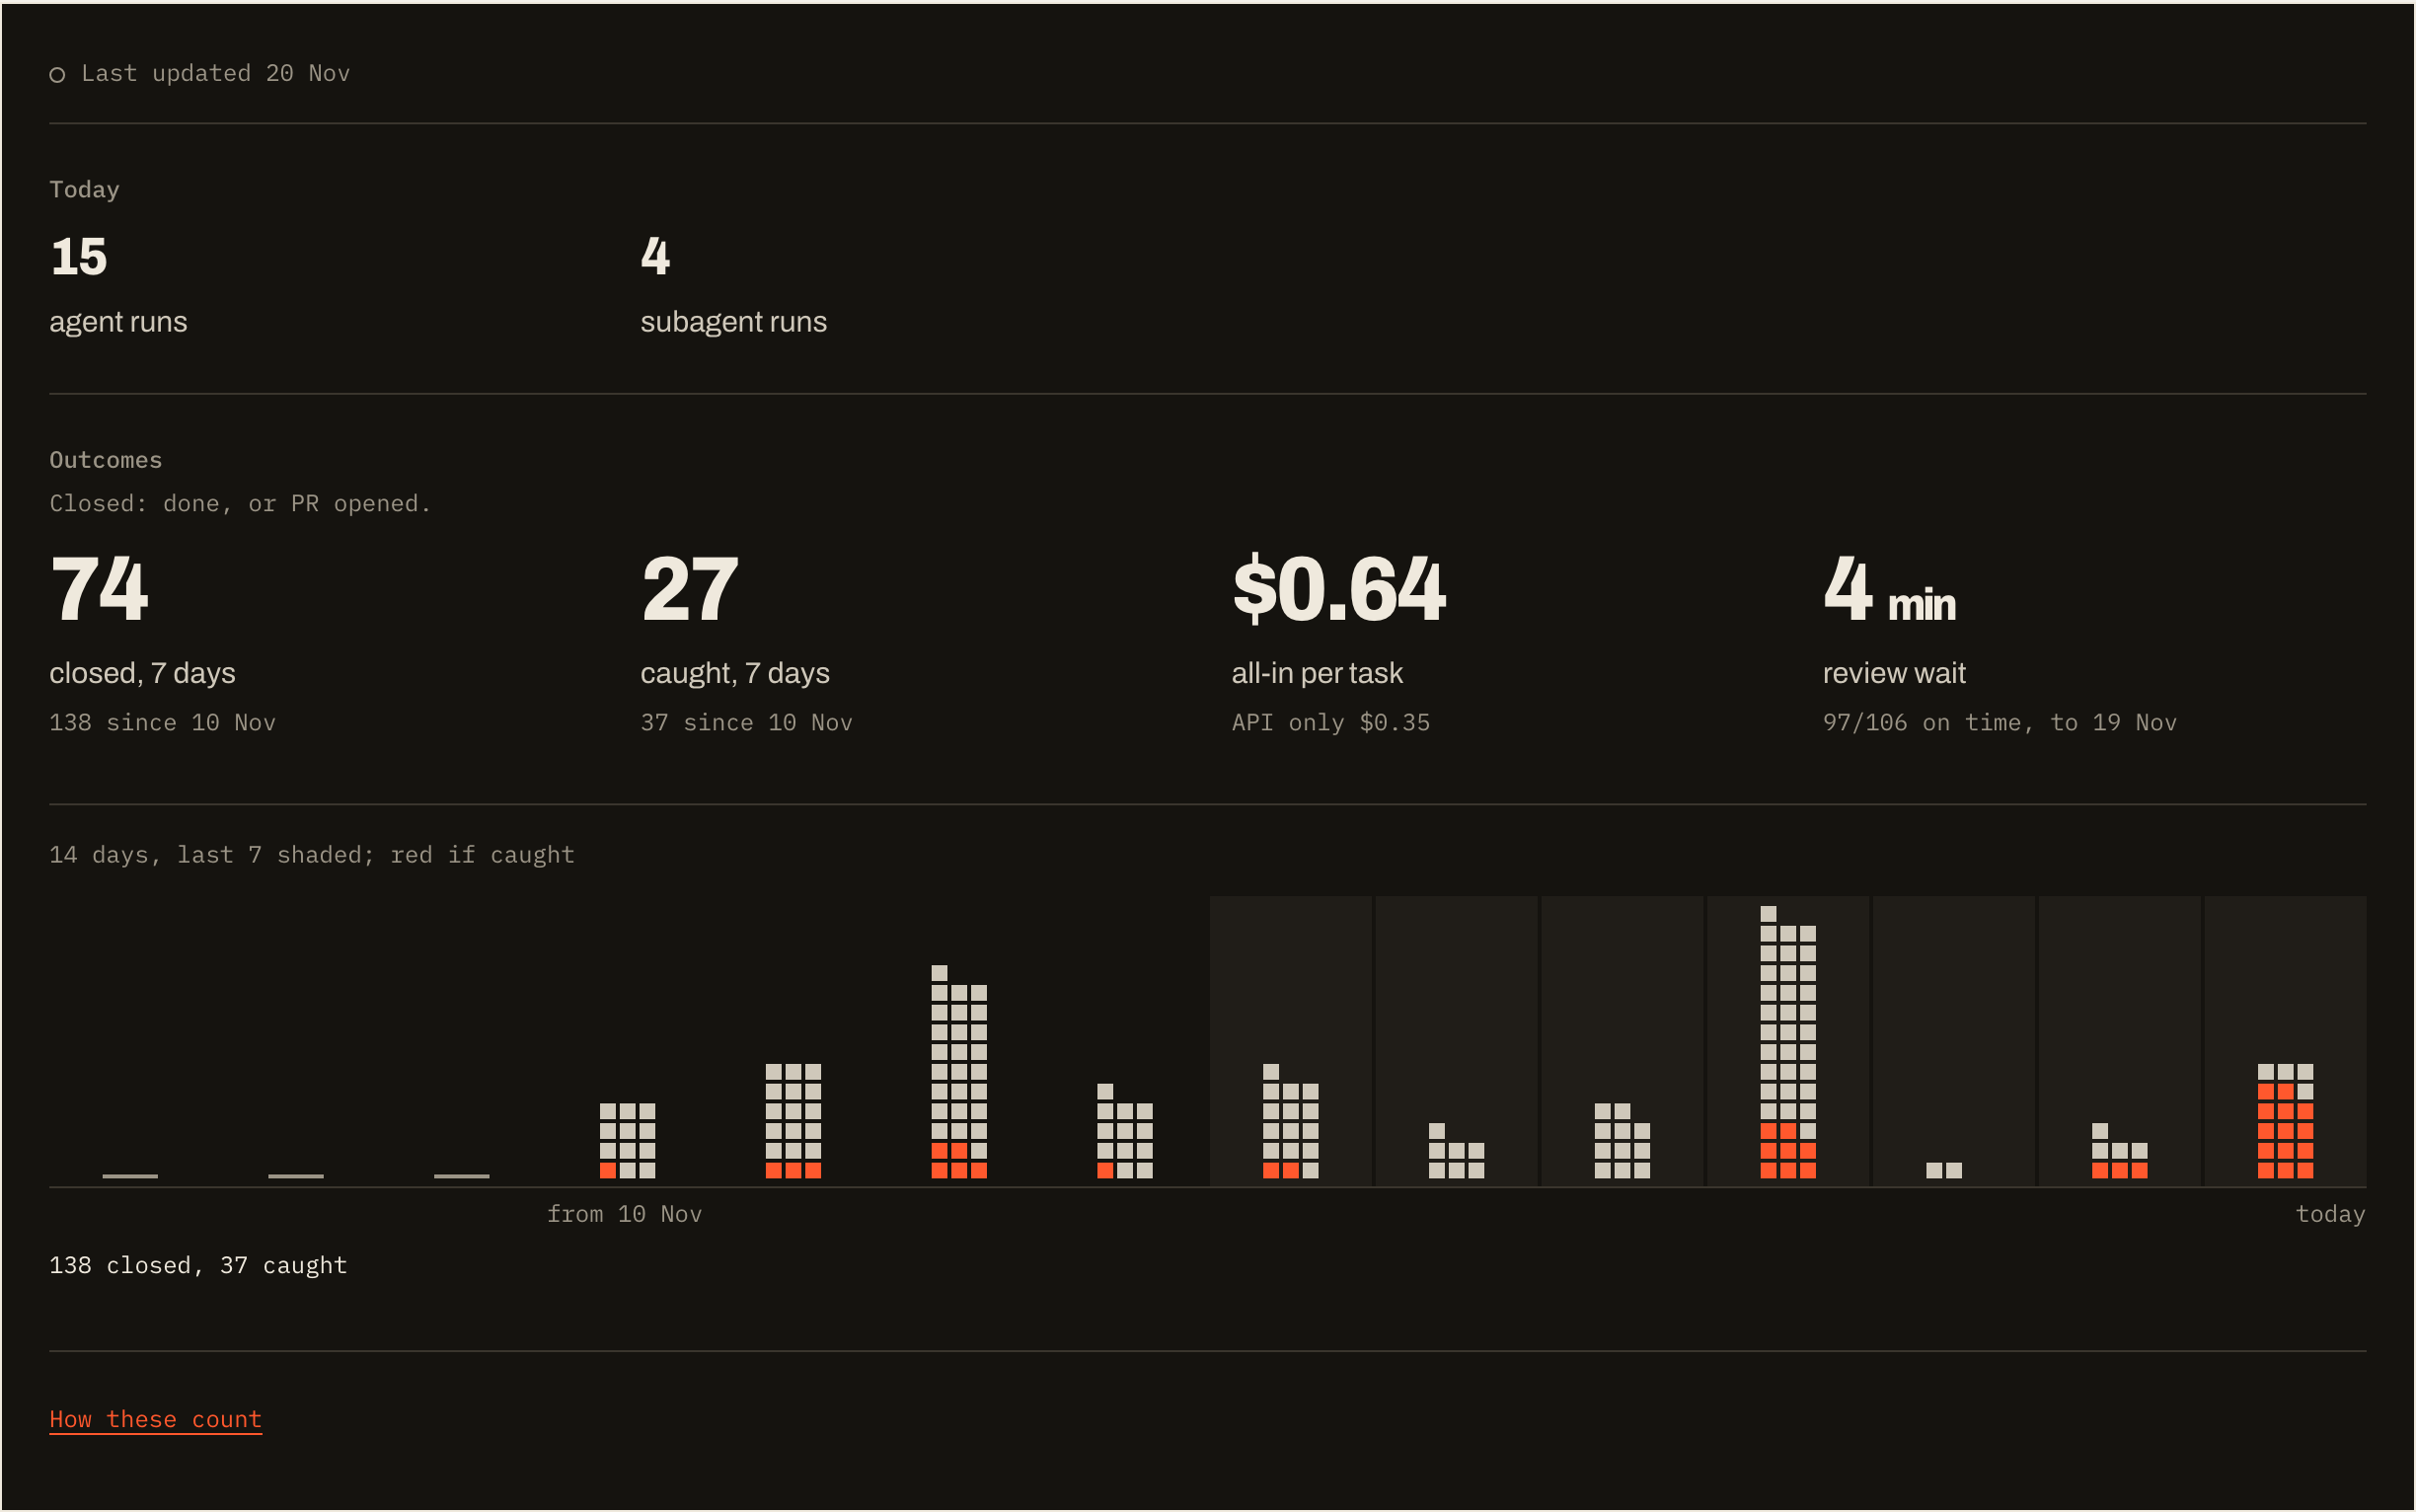 Last updated 20 Nov
Today
15
4
agent runs
subagent runs
Outcomes
Closed: done, or PR opened.
74
27
$0.64
4 min
closed, 7 days
caught, 7 days
all-in per task
review wait
138 since 10 Nov
37 since 10 Nov
API only $0.35
97/106 on time, to 19 Nov
14 days, last 7 shaded; red if caught
from 10 Nov
today
138 closed, 37 caught
How these count